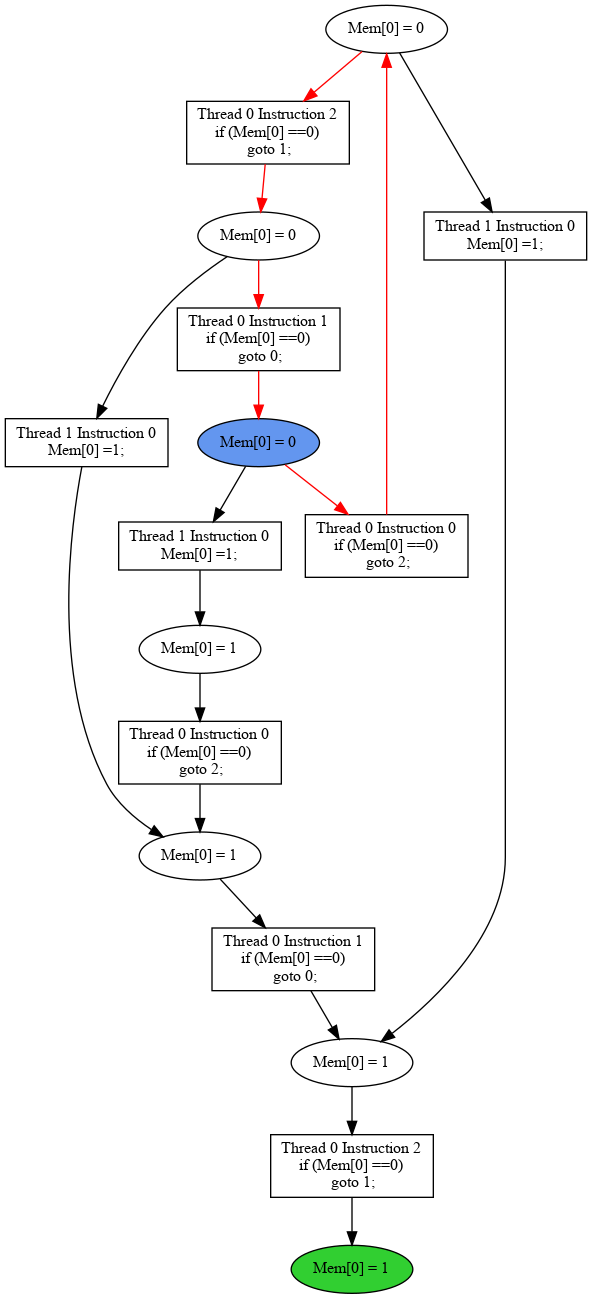 Mem[0] = 0
Thread 0 Instruction 2
if (Mem[0] ==0)
goto 1;
Mem[0] = 0
Thread 1 Instruction 0
Mem[0] =1;
Thread 0 Instruction 1
if (Mem[0] ==0)
goto 0;
Thread 1 Instruction 0
Mem[0] =1;
Mem[0] = 0
Thread 1 Instruction 0
Mem[0] =1;
Thread 0 Instruction 0
if (Mem[0] ==0)
goto 2;
Mem[0] = 1
Thread 0 Instruction 0
if (Mem[0] ==0)
goto 2;
Mem[0] = 1
Thread 0 Instruction 1
if (Mem[0] ==0)
goto 0;
Mem[0] = 1
Thread 0 Instruction 2
if (Mem[0] ==0)
goto 1;
Mem[0] = 1